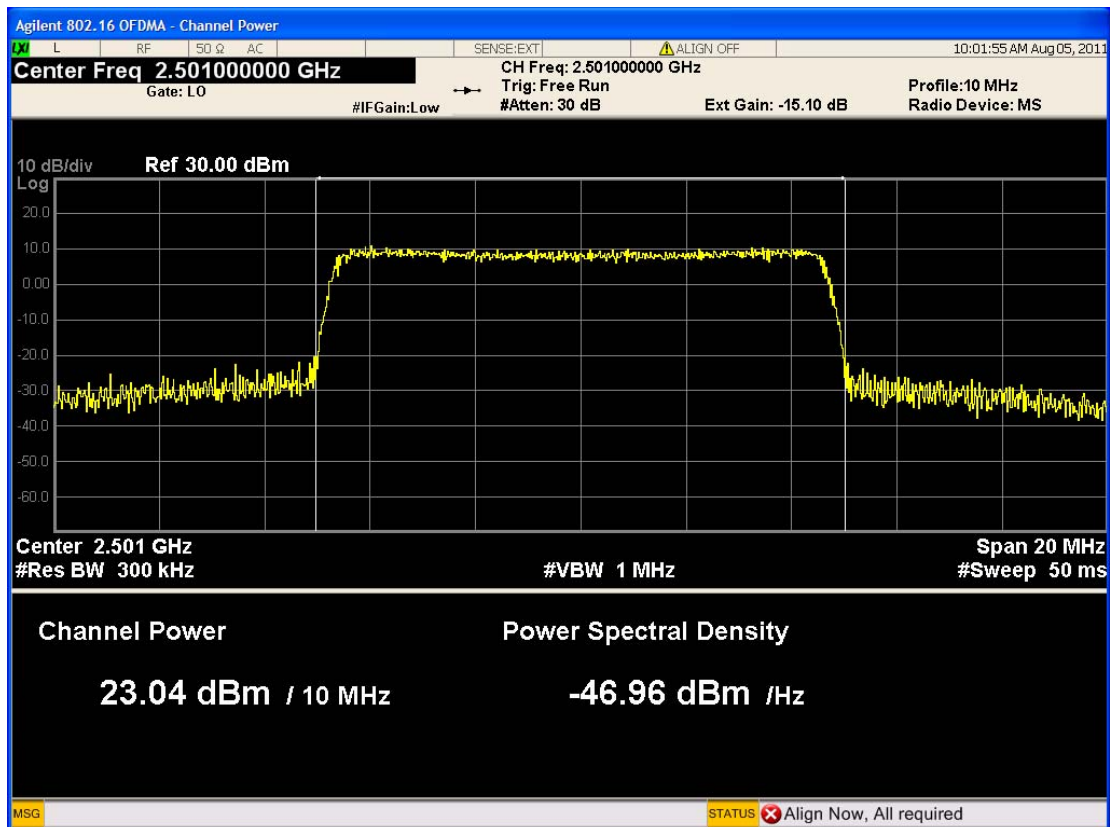 Agilent 802.16 OFDMA - Channel Power
LXI L RF 50 Ω AC SENSE:EXT ALIGN OFF 10:01:55 AM Aug 05, 2011
Center Freq 2.501000000 GHz CH Freq: 2.501000000 GHz
Gate: LO Trig: Free Run Profile:10 MHz
#IFGain:Low #Atten: 30 dB Ext Gain: -15.10 dB Radio Device: MS
10 dB/div Ref 30.00 dBm
Log
20.0
10.0
0.00
-10.0
-20.0
-30.0
-40.0
-50.0
-60.0
Center 2.501 GHz Span 20 MHz
#Res BW 300 kHz #VBW 1 MHz #Sweep 50 ms
Channel Power Power Spectral Density
23.04 dBm / 10 MHz -46.96 dBm /Hz
MSG STATUS Align Now, All required